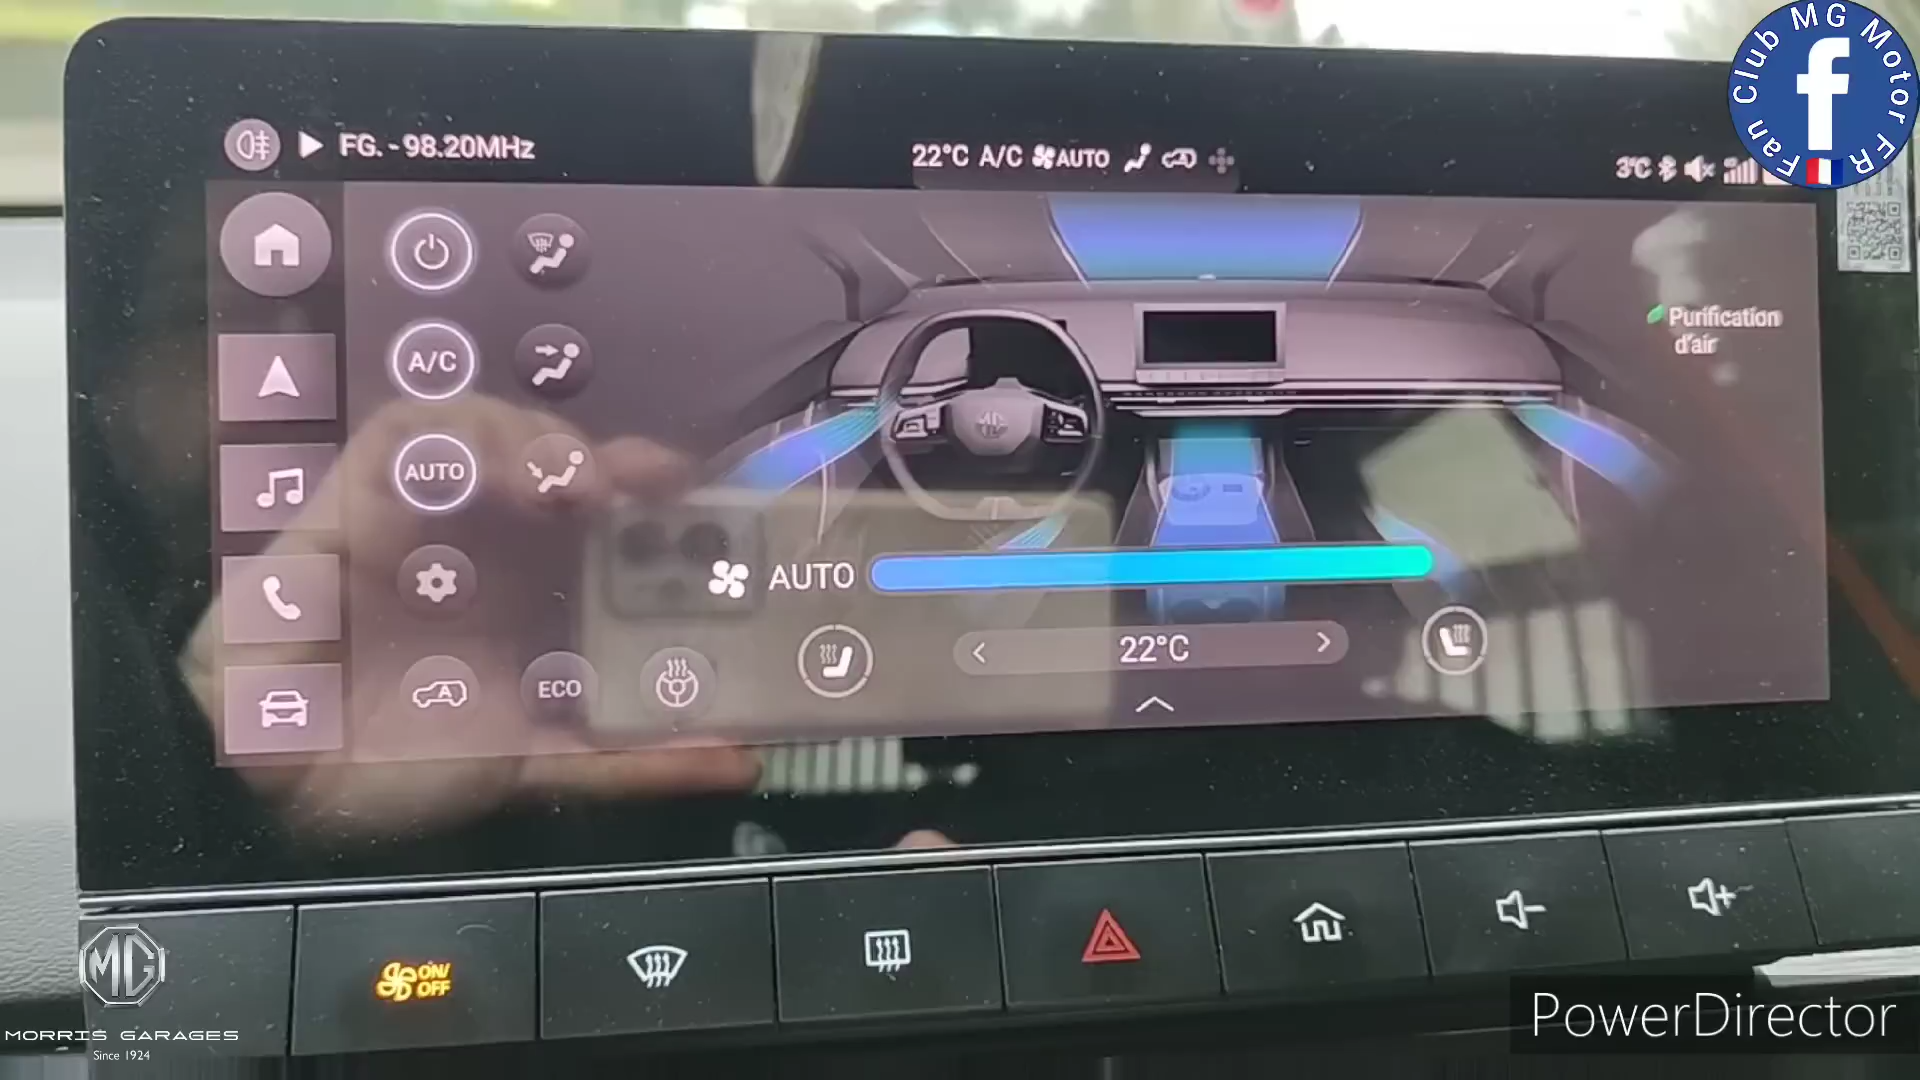 FG. - 98.20MHz
22°C A/C AUTO
3°C
Fan Club MG Motor FR
f
A/C
AUTO
Purification
d'air
AUTO
22°C
A
ECO
MG
ON/
OFF
MG
MORRIS GARAGES
Since 1924
PowerDirector